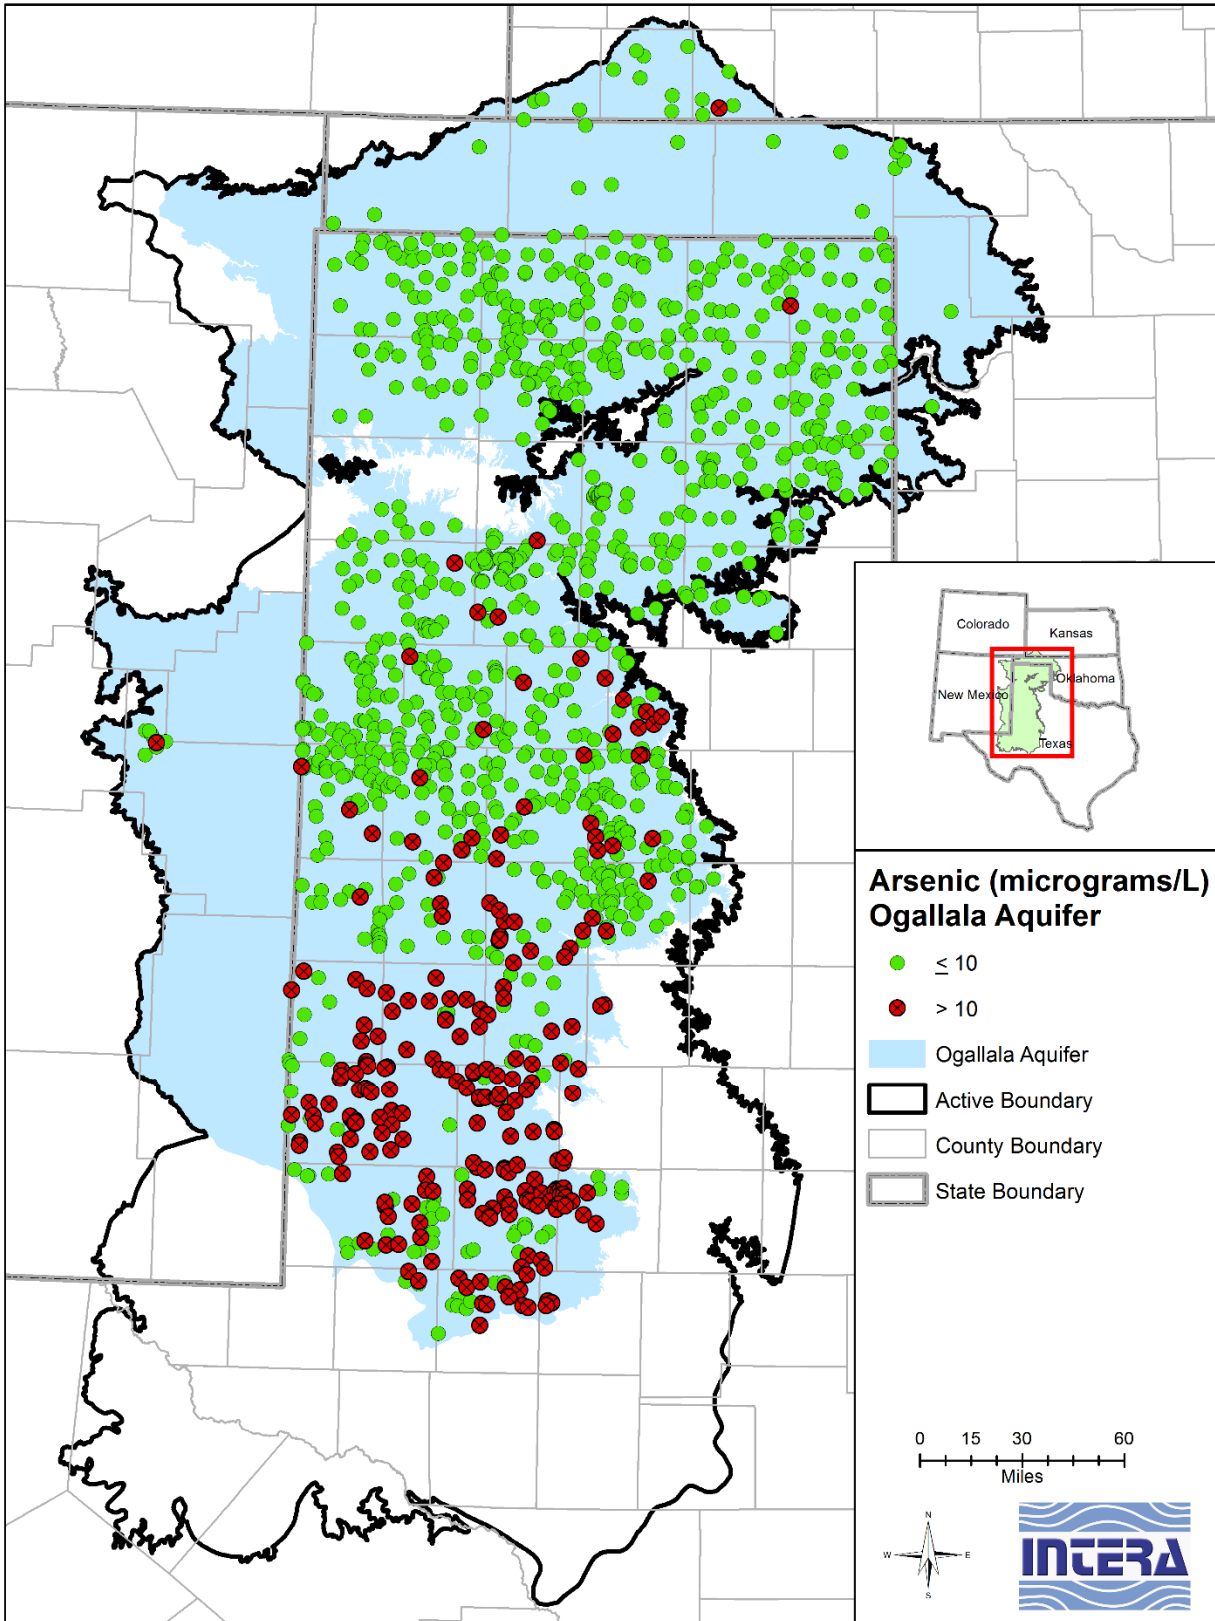 Colorado
Kansas
New Mexico
Oklahoma
Texas
Arsenic (micrograms/L)
Ogallala Aquifer
≤ 10
> 10
Ogallala Aquifer
Active Boundary
County Boundary
State Boundary
0 15 30 60
Miles
N
W E
S
INTERA